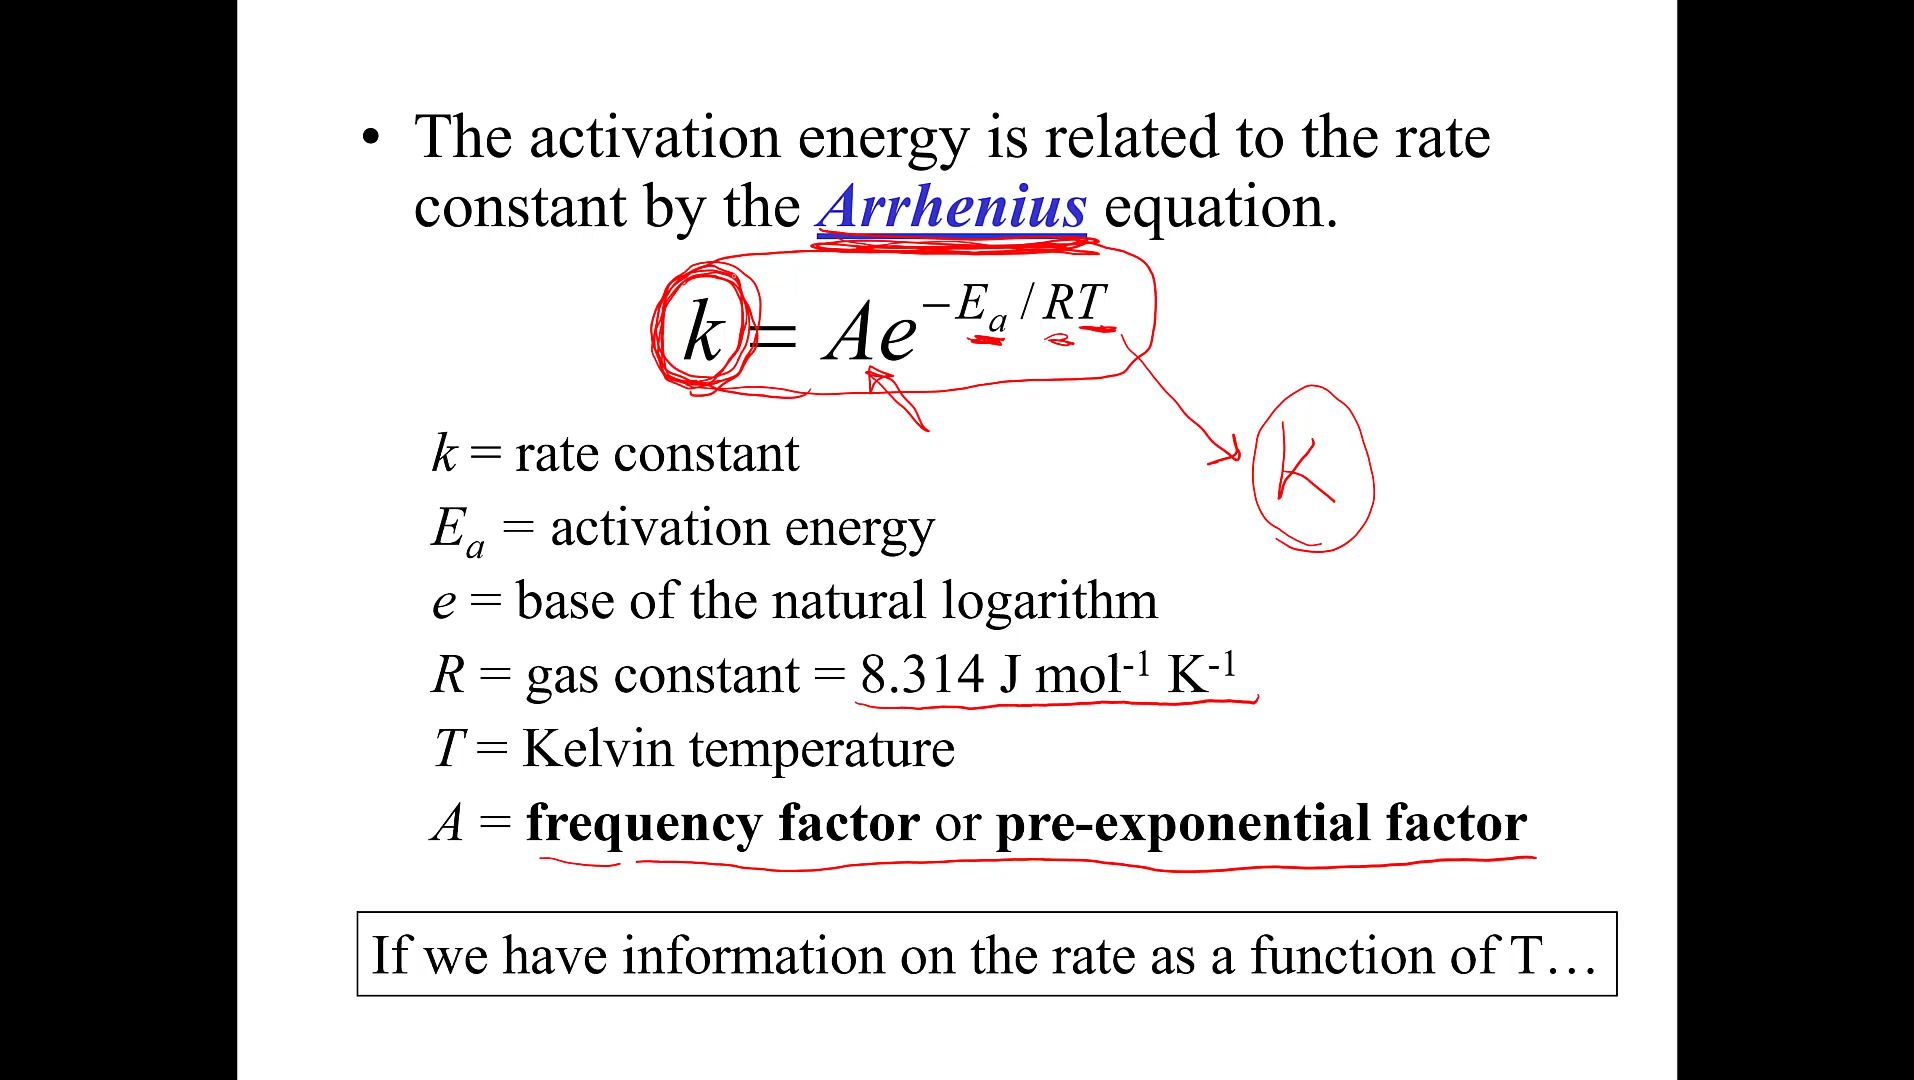 • The activation energy is related to the rate
constant by the Arrhenius equation.
k = Ae^{-E_a / RT}
K
k = rate constant
E_a = activation energy
e = base of the natural logarithm
R = gas constant = 8.314 J mol⁻¹ K⁻¹
T = Kelvin temperature
A = frequency factor or pre-exponential factor
If we have information on the rate as a function of T…